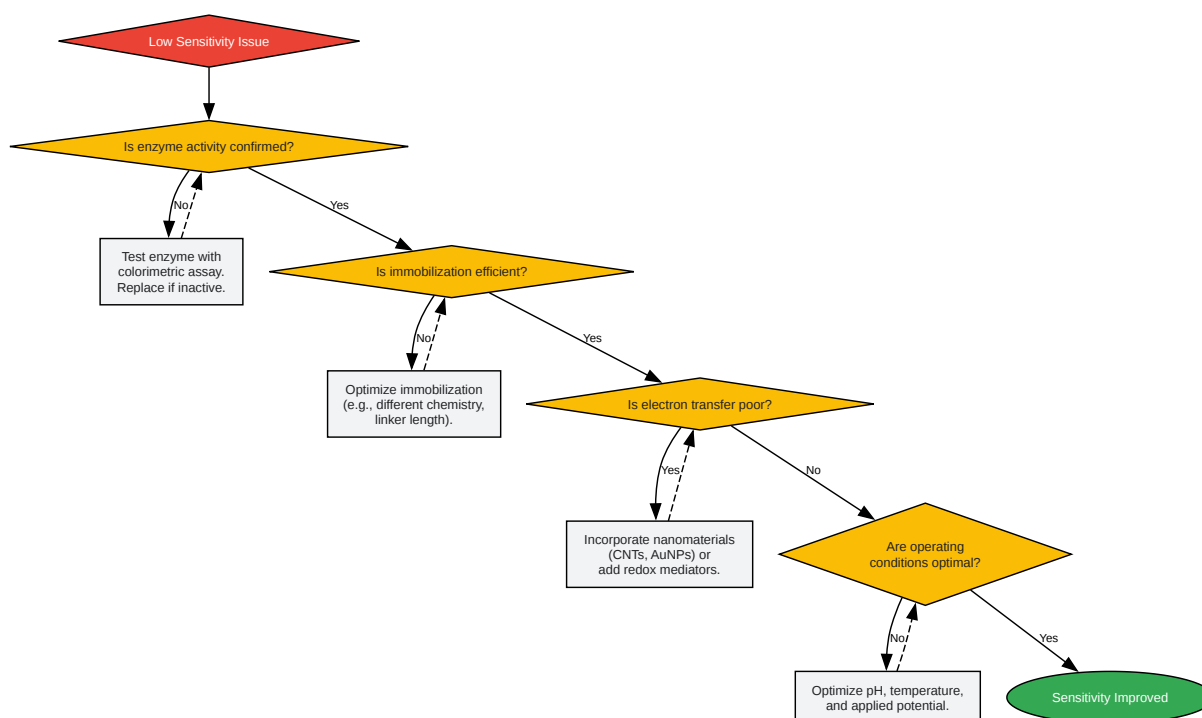 Low Sensitivity Issue
Is enzyme activity confirmed?
No
Yes
Test enzyme with
colorimetric assay.
Replace if inactive.
Is immobilization efficient?
No
Yes
Optimize immobilization
(e.g., different chemistry,
linker length).
Is electron transfer poor?
Yes
No
Incorporate nanomaterials
(CNTs, AuNPs) or
add redox mediators.
Are operating
conditions optimal?
No
Yes
Optimize pH, temperature,
and applied potential.
Sensitivity Improved